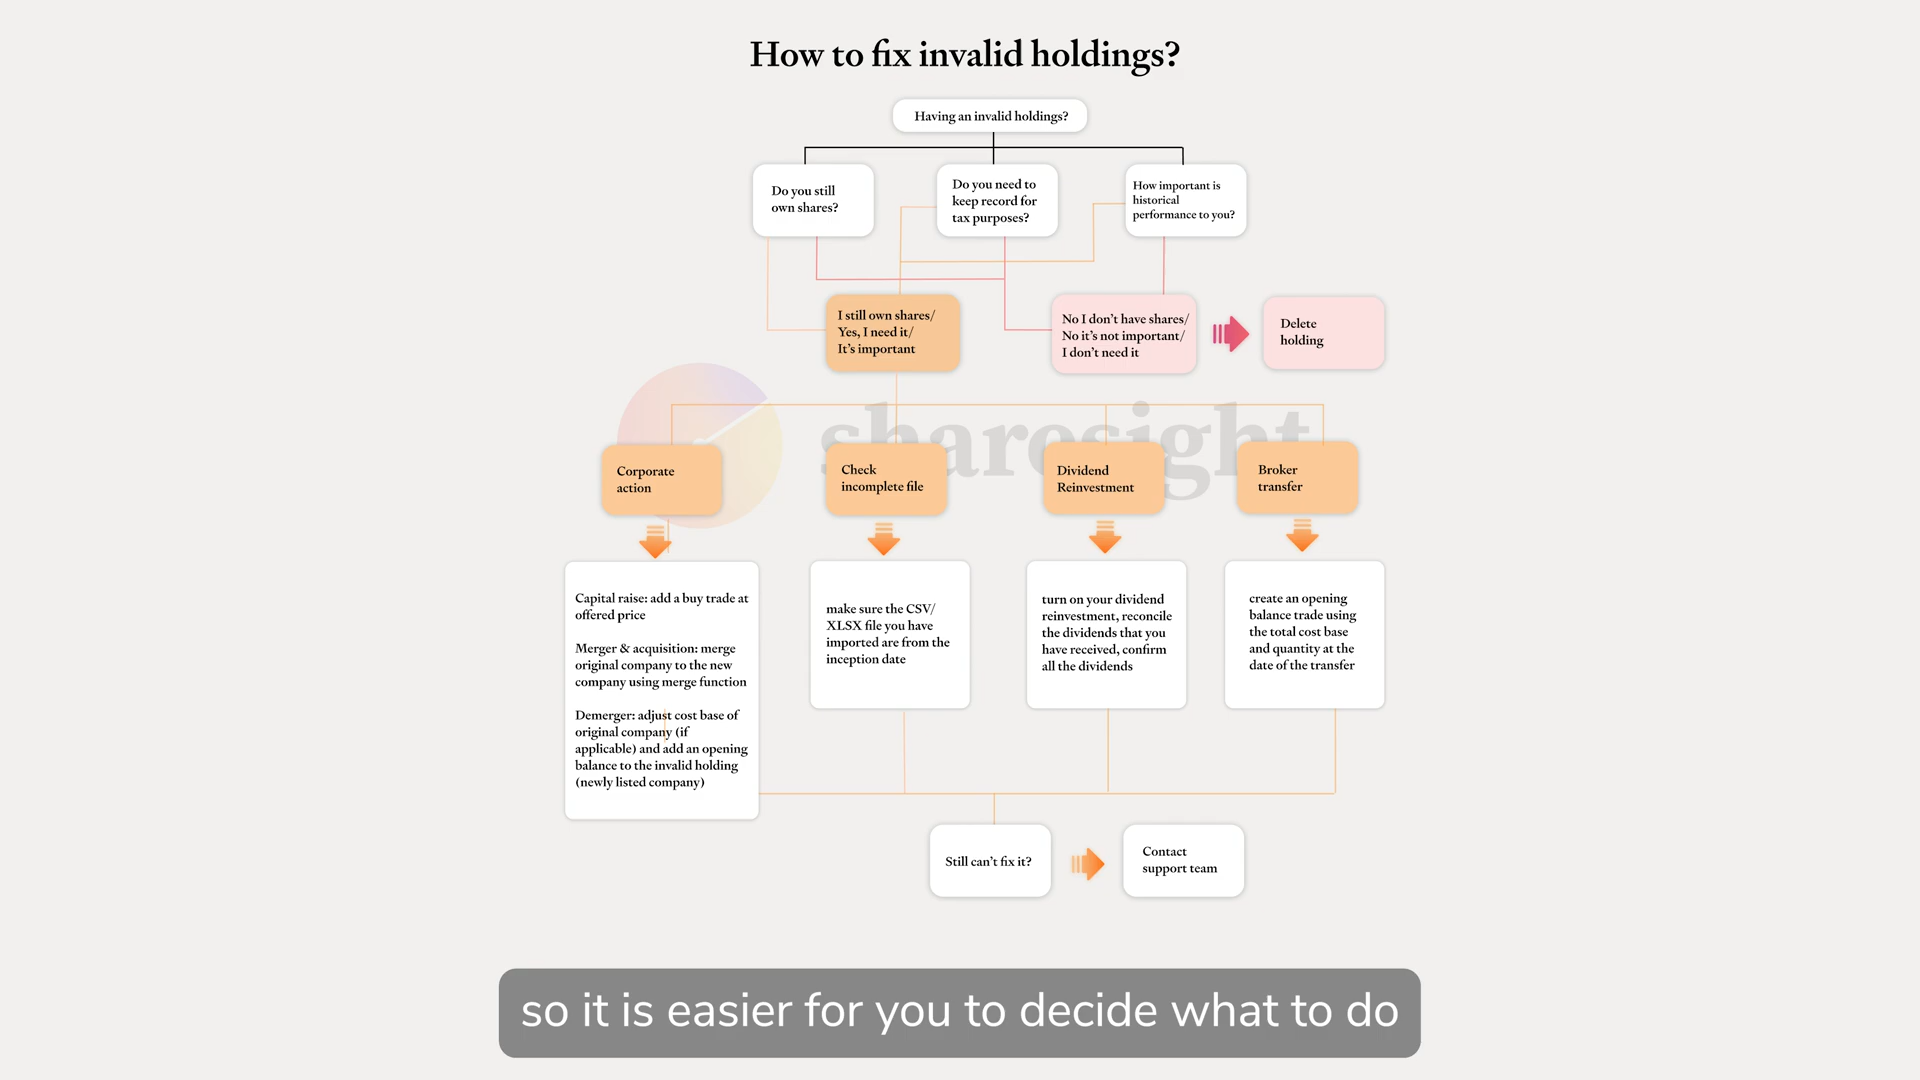 How to fix invalid holdings?
Having an invalid holdings?
Do you still
own shares?
Do you need to
keep record for
tax purposes?
How important is
historical
performance to you?
I still own shares/
Yes, I need it/
It's important
No I don't have shares/
No it's not important/
I don't need it
Delete
holding
sharesight
Corporate
action
Check
incomplete file
Dividend
Reinvestment
Broker
transfer
Capital raise: add a buy trade at
offered price
Merger & acquisition: merge
original company to the new
company using merge function
Demerger: adjust cost base of
original company (if
applicable) and add an opening
balance to the invalid holding
(newly listed company)
make sure the CSV/
XLSX file you have
imported are from the
inception date
turn on your dividend
reinvestment, reconcile
the dividends that you
have received, confirm
all the dividends
create an opening
balance trade using
the total cost base
and quantity at the
date of the transfer
Still can't fix it?
Contact
support team
so it is easier for you to decide what to do